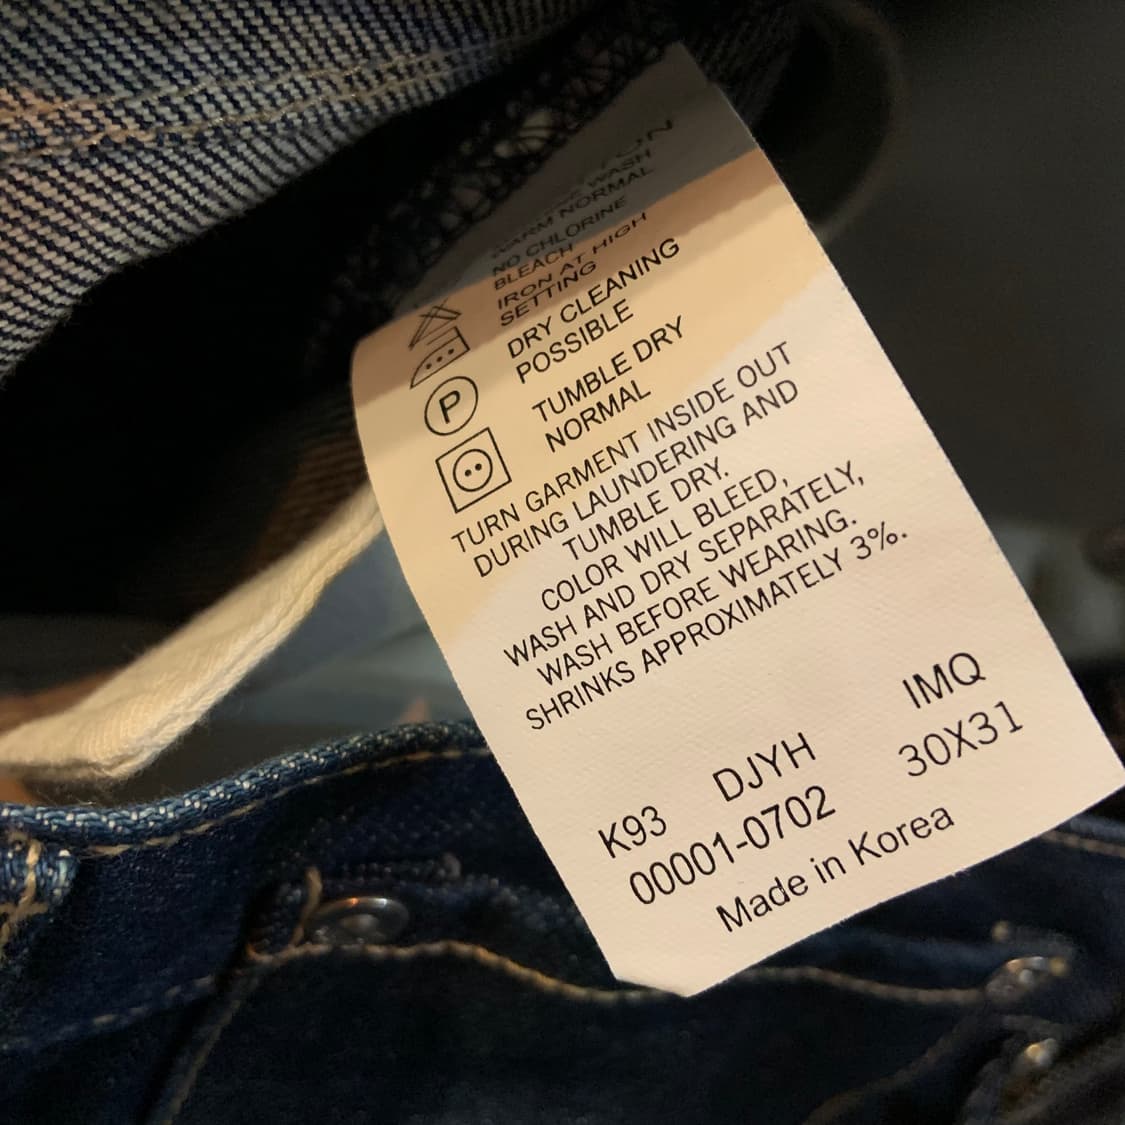 WASH
WARM NORMAL
NO CHLORINE
BLEACH
IRON AT HIGH
SETTING
DRY CLEANING
POSSIBLE
P
TUMBLE DRY
NORMAL
TURN GARMENT INSIDE OUT
DURING LAUNDERING AND
TUMBLE DRY.
COLOR WILL BLEED,
WASH AND DRY SEPARATELY,
WASH BEFORE WEARING.
SHRINKS APPROXIMATELY 3%.
K93 DJYH IMQ
00001-0702 30X31
Made in Korea